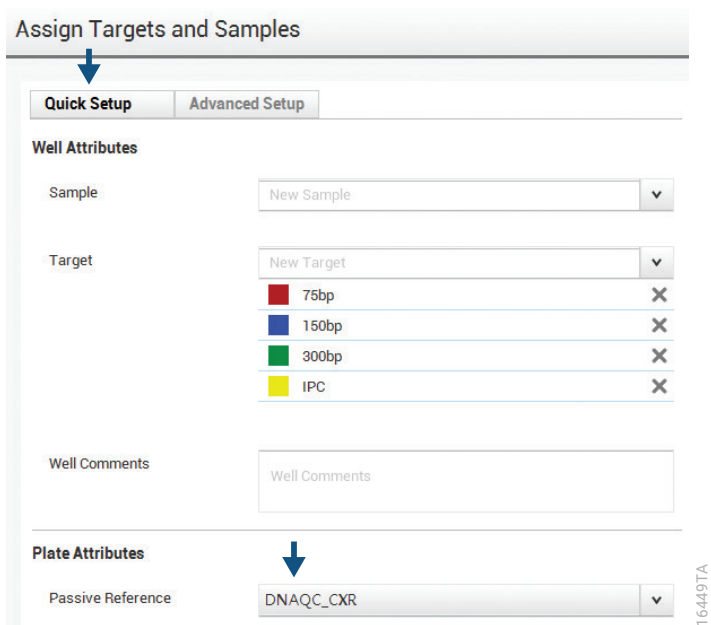 Assign Targets and Samples
Quick Setup
Advanced Setup
Well Attributes
Sample
New Sample
Target
New Target
75bp
150bp
300bp
IPC
Well Comments
Well Comments
Plate Attributes
Passive Reference
DNAQC_CXR
16449TA